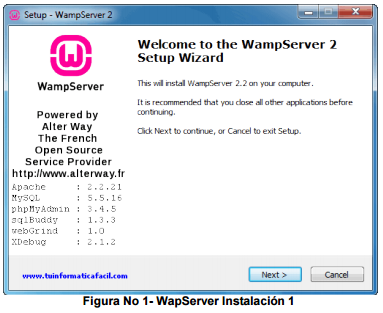 Setup - WampServer 2
WampServer
Powered by
Alter Way
The French
Open Source
Service Provider
http://www.alterway.fr
Apache : 2.2.21
MySQL : 5.5.16
phpMyAdmin : 3.4.5
sqlBuddy : 1.3.3
webGrind : 1.0
XDebug : 2.1.2
Welcome to the WampServer 2
Setup Wizard
This will install WampServer 2.2 on your computer.
It is recommended that you close all other applications before
continuing.
Click Next to continue, or Cancel to exit Setup.
www.tuinformaticafacil.com
Next >
Cancel
Figura No 1- WapServer Instalación 1